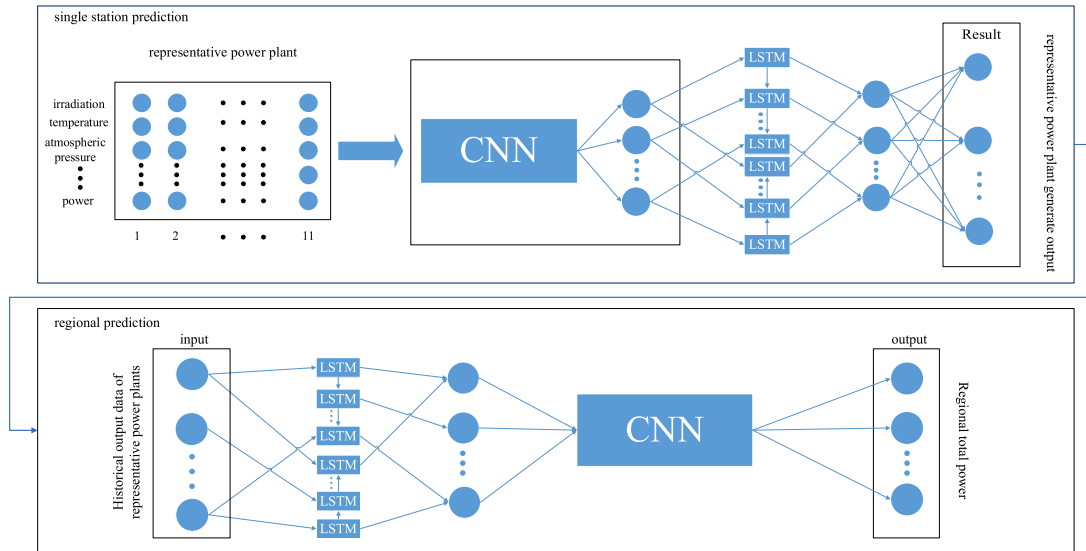 single station prediction
representative power plant
irradiation
temperature
atmospheric
pressure
power
1 2 11
CNN
LSTM
LSTM
LSTM
LSTM
LSTM
LSTM
Result
representative power plant generate output
regional prediction
input
Historical output data of
representative power plants
LSTM
LSTM
LSTM
LSTM
LSTM
LSTM
CNN
output
Regional total power